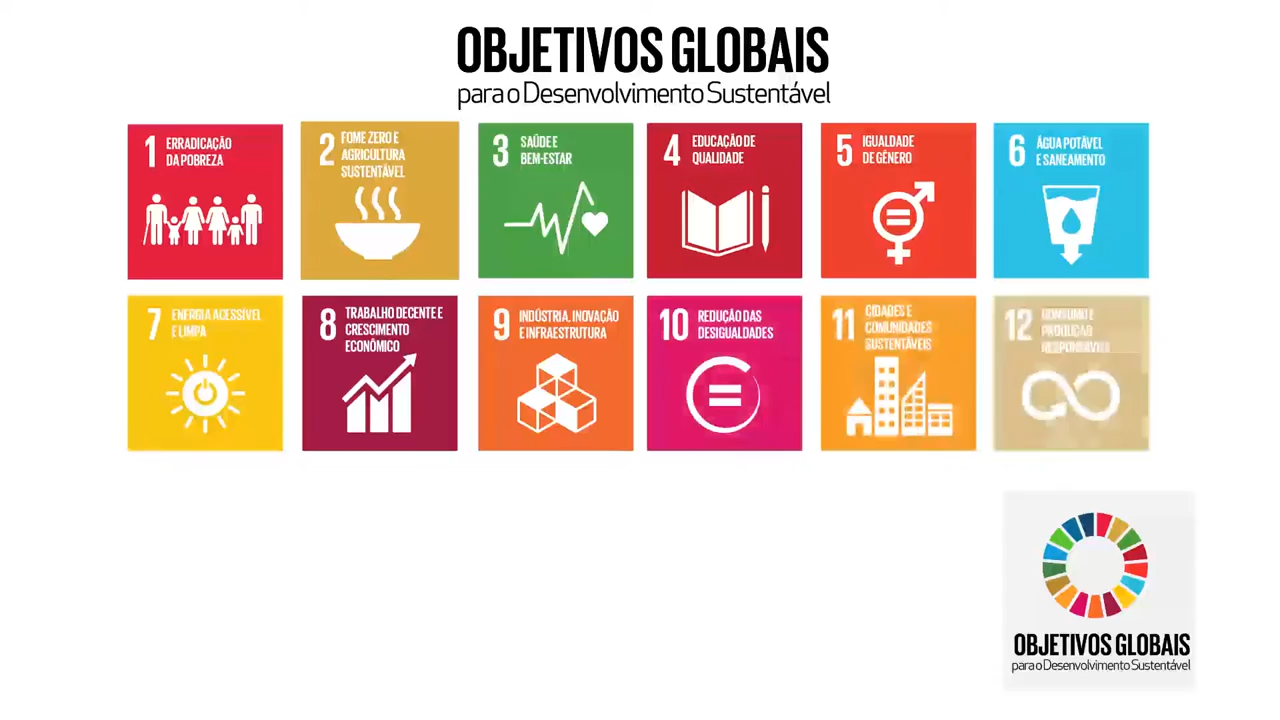 OBJETIVOS GLOBAIS
para o Desenvolvimento Sustentável
1 ERRADICAÇÃO
DA POBREZA
2 FOME ZERO E
AGRICULTURA
SUSTENTÁVEL
3 SAÚDE E
BEM-ESTAR
4 EDUCAÇÃO DE
QUALIDADE
5 IGUALDADE
DE GÊNERO
6 ÁGUA POTÁVEL
E SANEAMENTO
7 ENERGIA ACESSÍVEL
E LIMPA
8 TRABALHO DECENTE E
CRESCIMENTO
ECONÔMICO
9 INDÚSTRIA, INOVAÇÃO
E INFRAESTRUTURA
10 REDUÇÃO DAS
DESIGUALDADES
11 CIDADES E
COMUNIDADES
SUSTENTÁVEIS
12 CONSUMO E
PRODUÇÃO
RESPONSÁVEIS
OBJETIVOS GLOBAIS
para o Desenvolvimento Sustentável